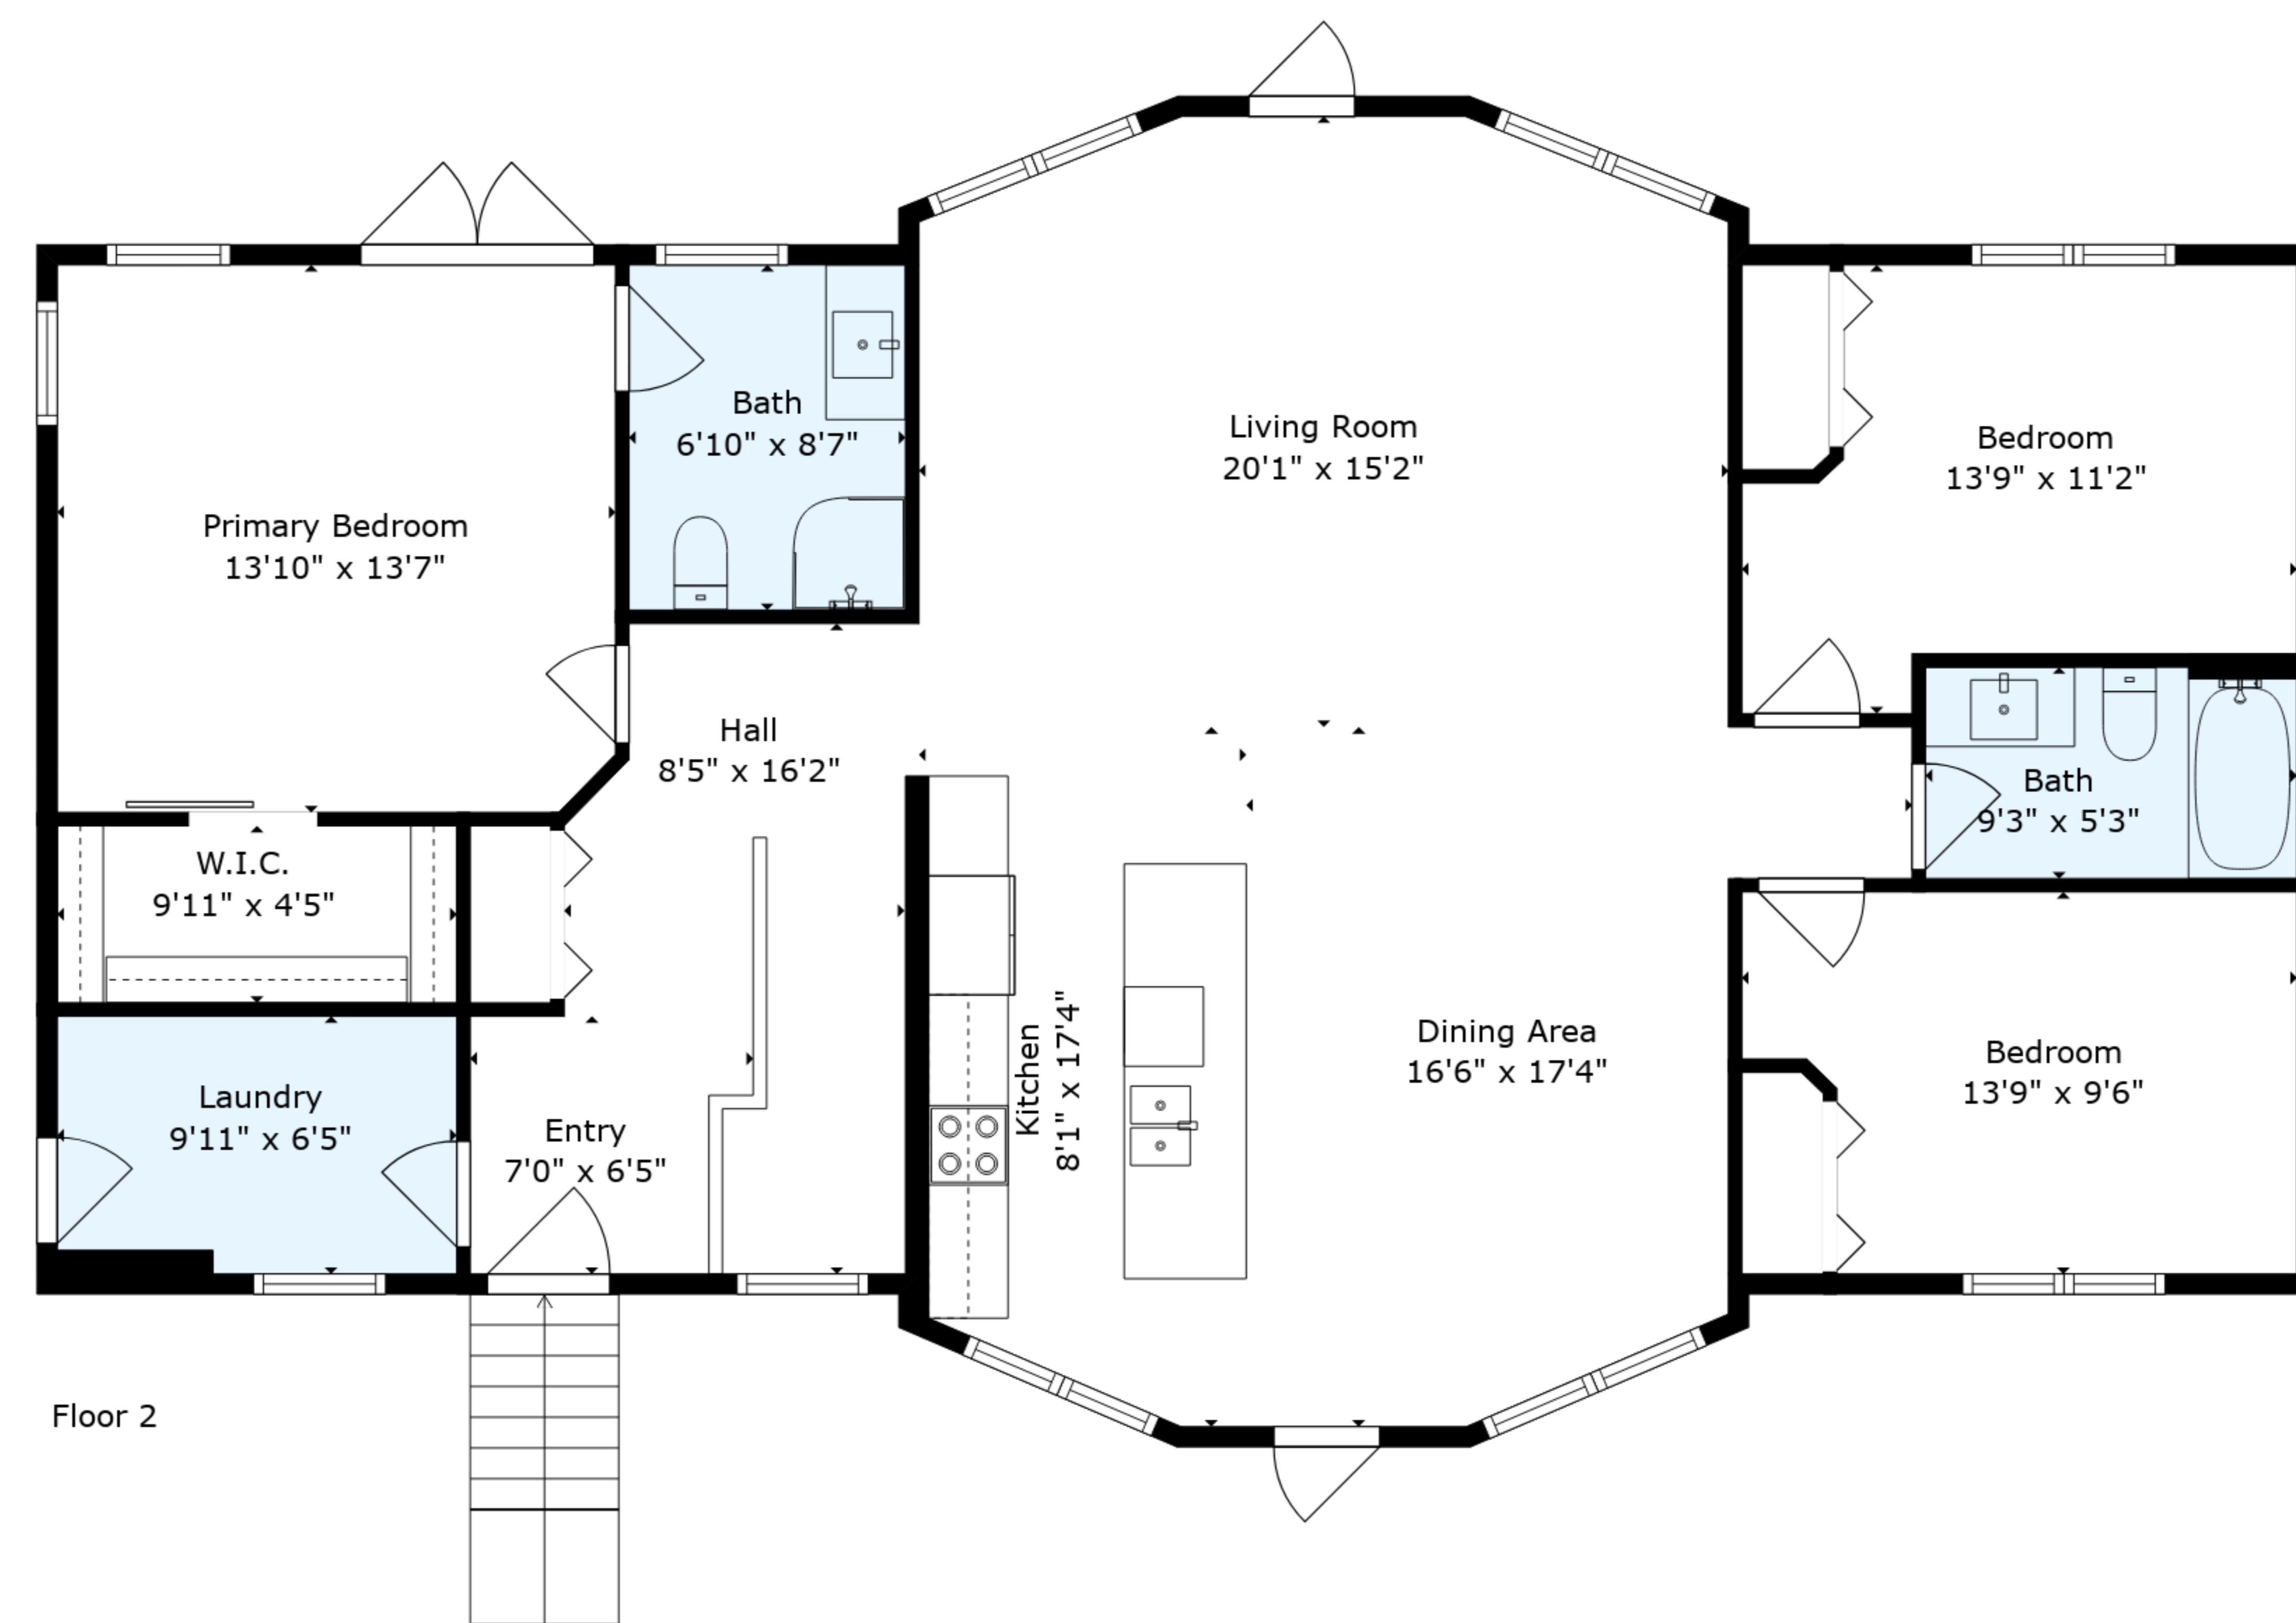 Bath
6'10" x 8'7"
Living Room
20'1" x 15'2"
Bedroom
13'9" x 11'2"
Primary Bedroom
13'10" x 13'7"
Hall
8'5" x 16'2"
Bath
9'3" x 5'3"
W.I.C.
9'11" x 4'5"
Kitchen
8'1" x 17'4"
Dining Area
16'6" x 17'4"
Bedroom
13'9" x 9'6"
Laundry
9'11" x 6'5"
Entry
7'0" x 6'5"
Floor 2